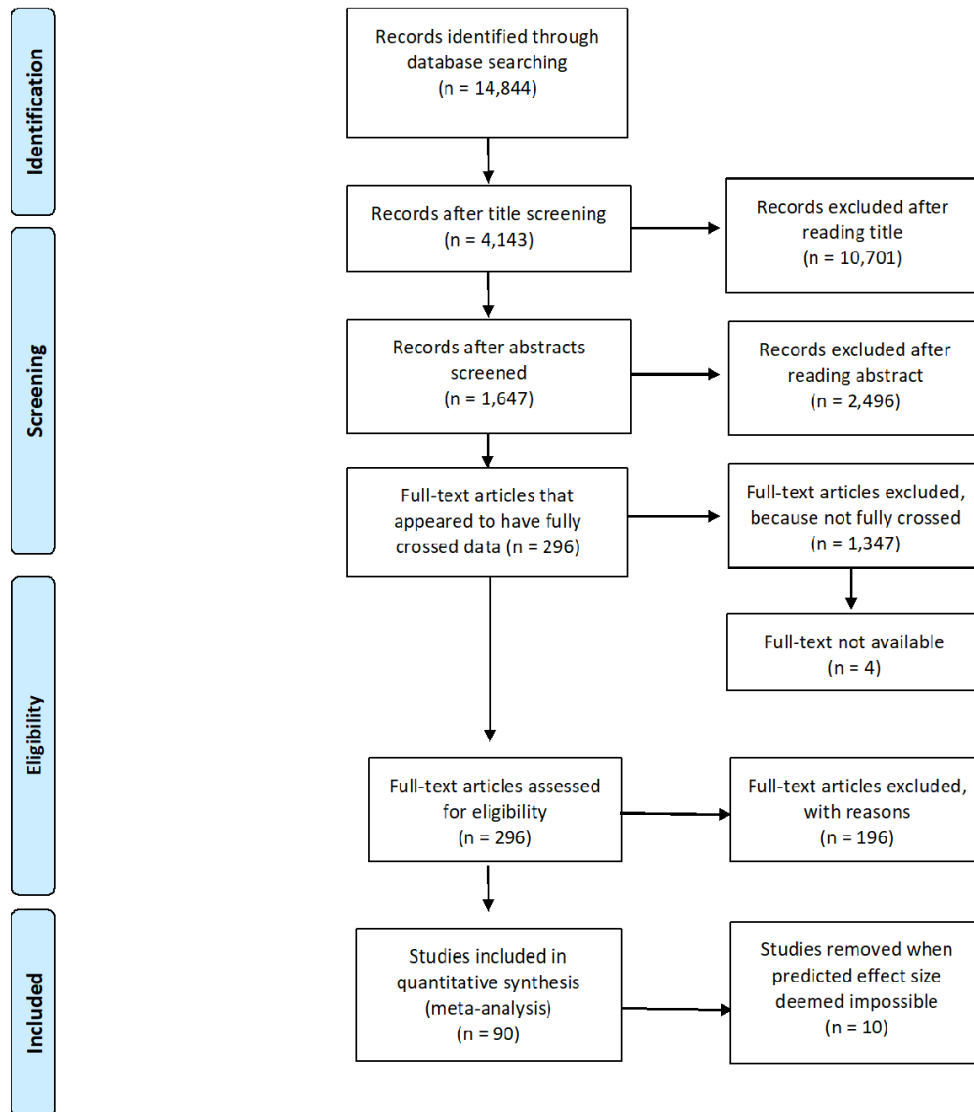 Identification
Records identified through
database searching
(n = 14,844)
Records after title screening
(n = 4,143)
Records excluded after
reading title
(n = 10,701)
Screening
Records after abstracts
screened
(n = 1,647)
Records excluded after
reading abstract
(n = 2,496)
Full-text articles that
appeared to have fully
crossed data (n = 296)
Full-text articles excluded,
because not fully crossed
(n = 1,347)
Full-text not available
(n = 4)
Eligibility
Full-text articles assessed
for eligibility
(n = 296)
Full-text articles excluded,
with reasons
(n = 196)
Included
Studies included in
quantitative synthesis
(meta-analysis)
(n = 90)
Studies removed when
predicted effect size
deemed impossible
(n = 10)